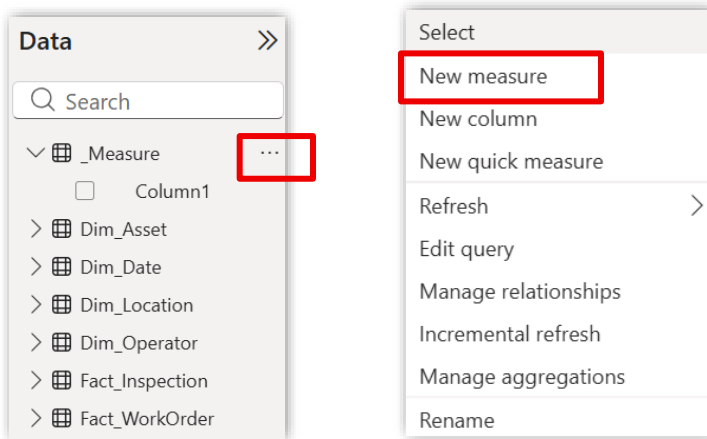 Data
Search
_Measure
...
Column1
Dim_Asset
Dim_Date
Dim_Location
Dim_Operator
Fact_Inspection
Fact_WorkOrder
Select
New measure
New column
New quick measure
Refresh
Edit query
Manage relationships
Incremental refresh
Manage aggregations
Rename